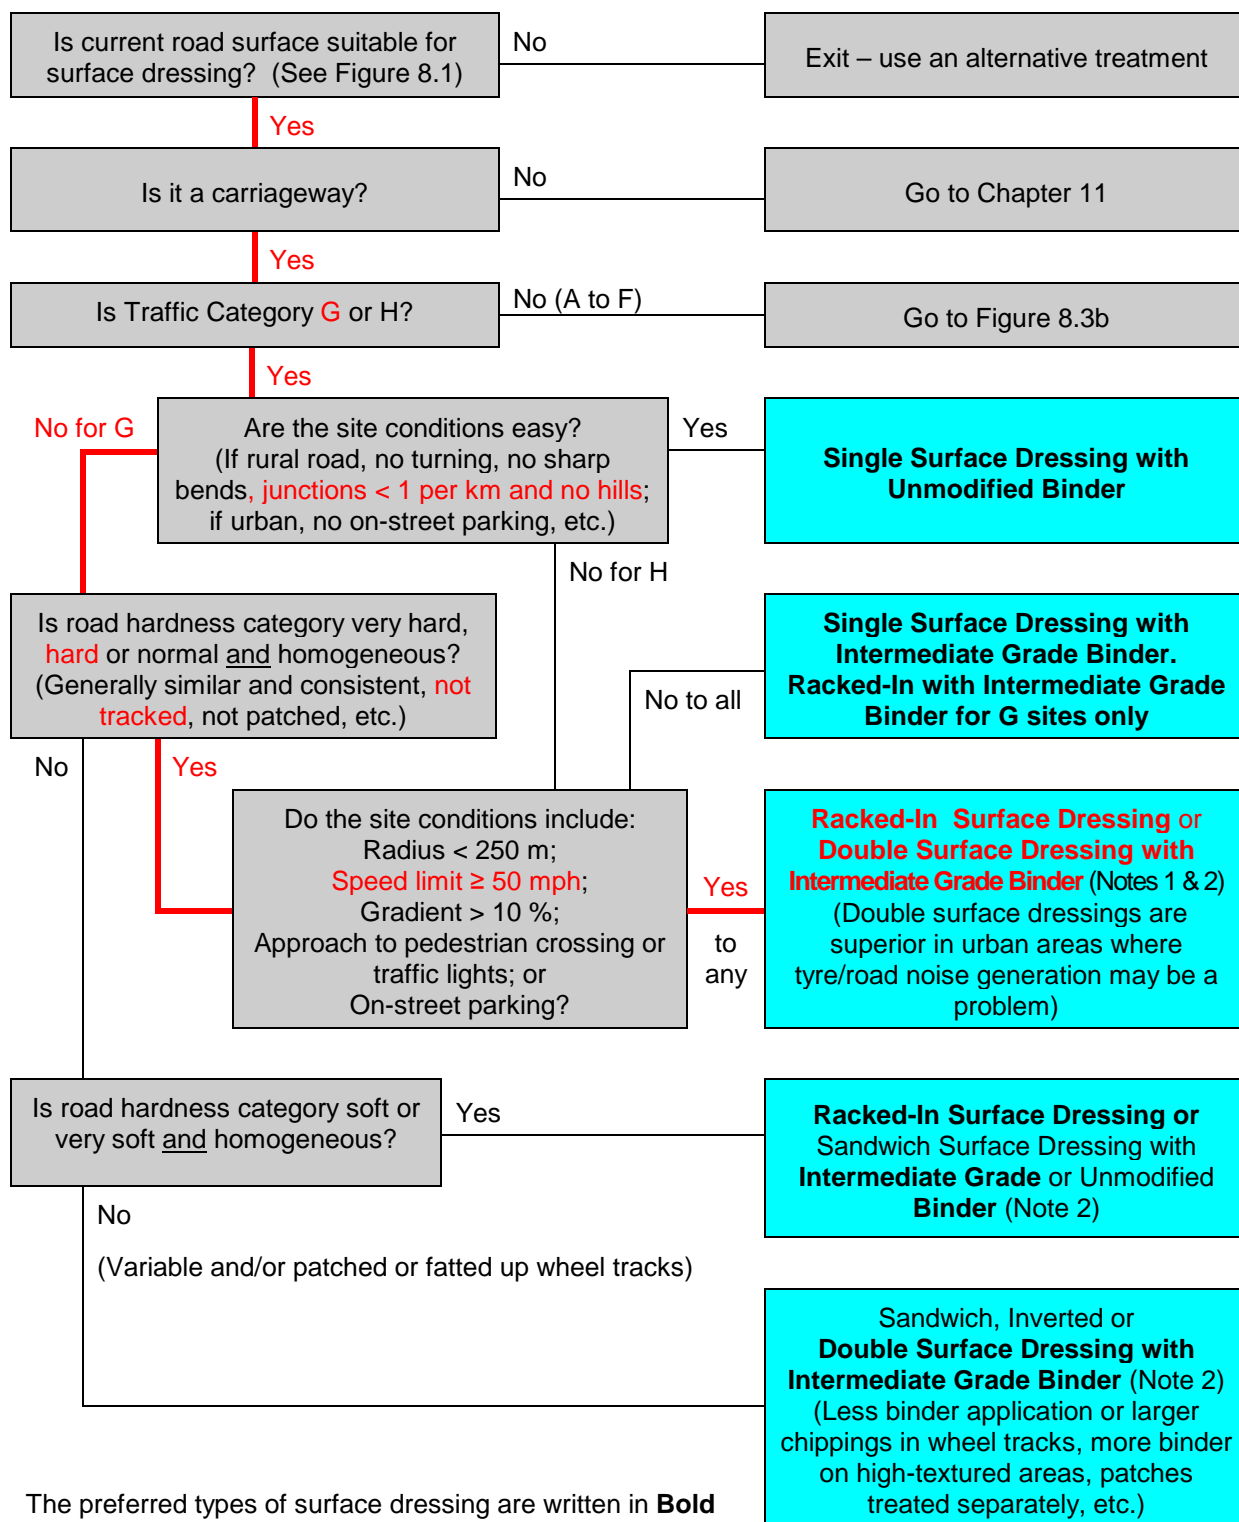 Is current road surface suitable for
surface dressing?  (See Figure 8.1)
No
Exit – use an alternative treatment
Yes
Is it a carriageway?
No
Go to Chapter 11
Yes
Is Traffic Category G or H?
No (A to F)
Go to Figure 8.3b
Yes
No for G
Are the site conditions easy?
(If rural road, no turning, no sharp
bends, junctions < 1 per km and no hills;
if urban, no on-street parking, etc.)
Yes
Single Surface Dressing with
Unmodified Binder
No for H
Is road hardness category very hard,
hard or normal and homogeneous?
(Generally similar and consistent, not
tracked, not patched, etc.)
No to all
Single Surface Dressing with
Intermediate Grade Binder.
Racked-In with Intermediate Grade
Binder for G sites only
No
Yes
Do the site conditions include:
Radius < 250 m;
Speed limit ≥ 50 mph;
Gradient > 10 %;
Approach to pedestrian crossing or
traffic lights; or
On-street parking?
Yes
to
any
Racked-In  Surface Dressing or
Double Surface Dressing with
Intermediate Grade Binder (Notes 1 & 2)
(Double surface dressings are
superior in urban areas where
tyre/road noise generation may be a
problem)
Is road hardness category soft or
very soft and homogeneous?
Yes
Racked-In Surface Dressing or
Sandwich Surface Dressing with
Intermediate Grade or Unmodified
Binder (Note 2)
No
(Variable and/or patched or fatted up wheel tracks)
Sandwich, Inverted or
Double Surface Dressing with
Intermediate Grade Binder (Note 2)
(Less binder application or larger
chippings in wheel tracks, more binder
on high-textured areas, patches
treated separately, etc.)
The preferred types of surface dressing are written in Bold